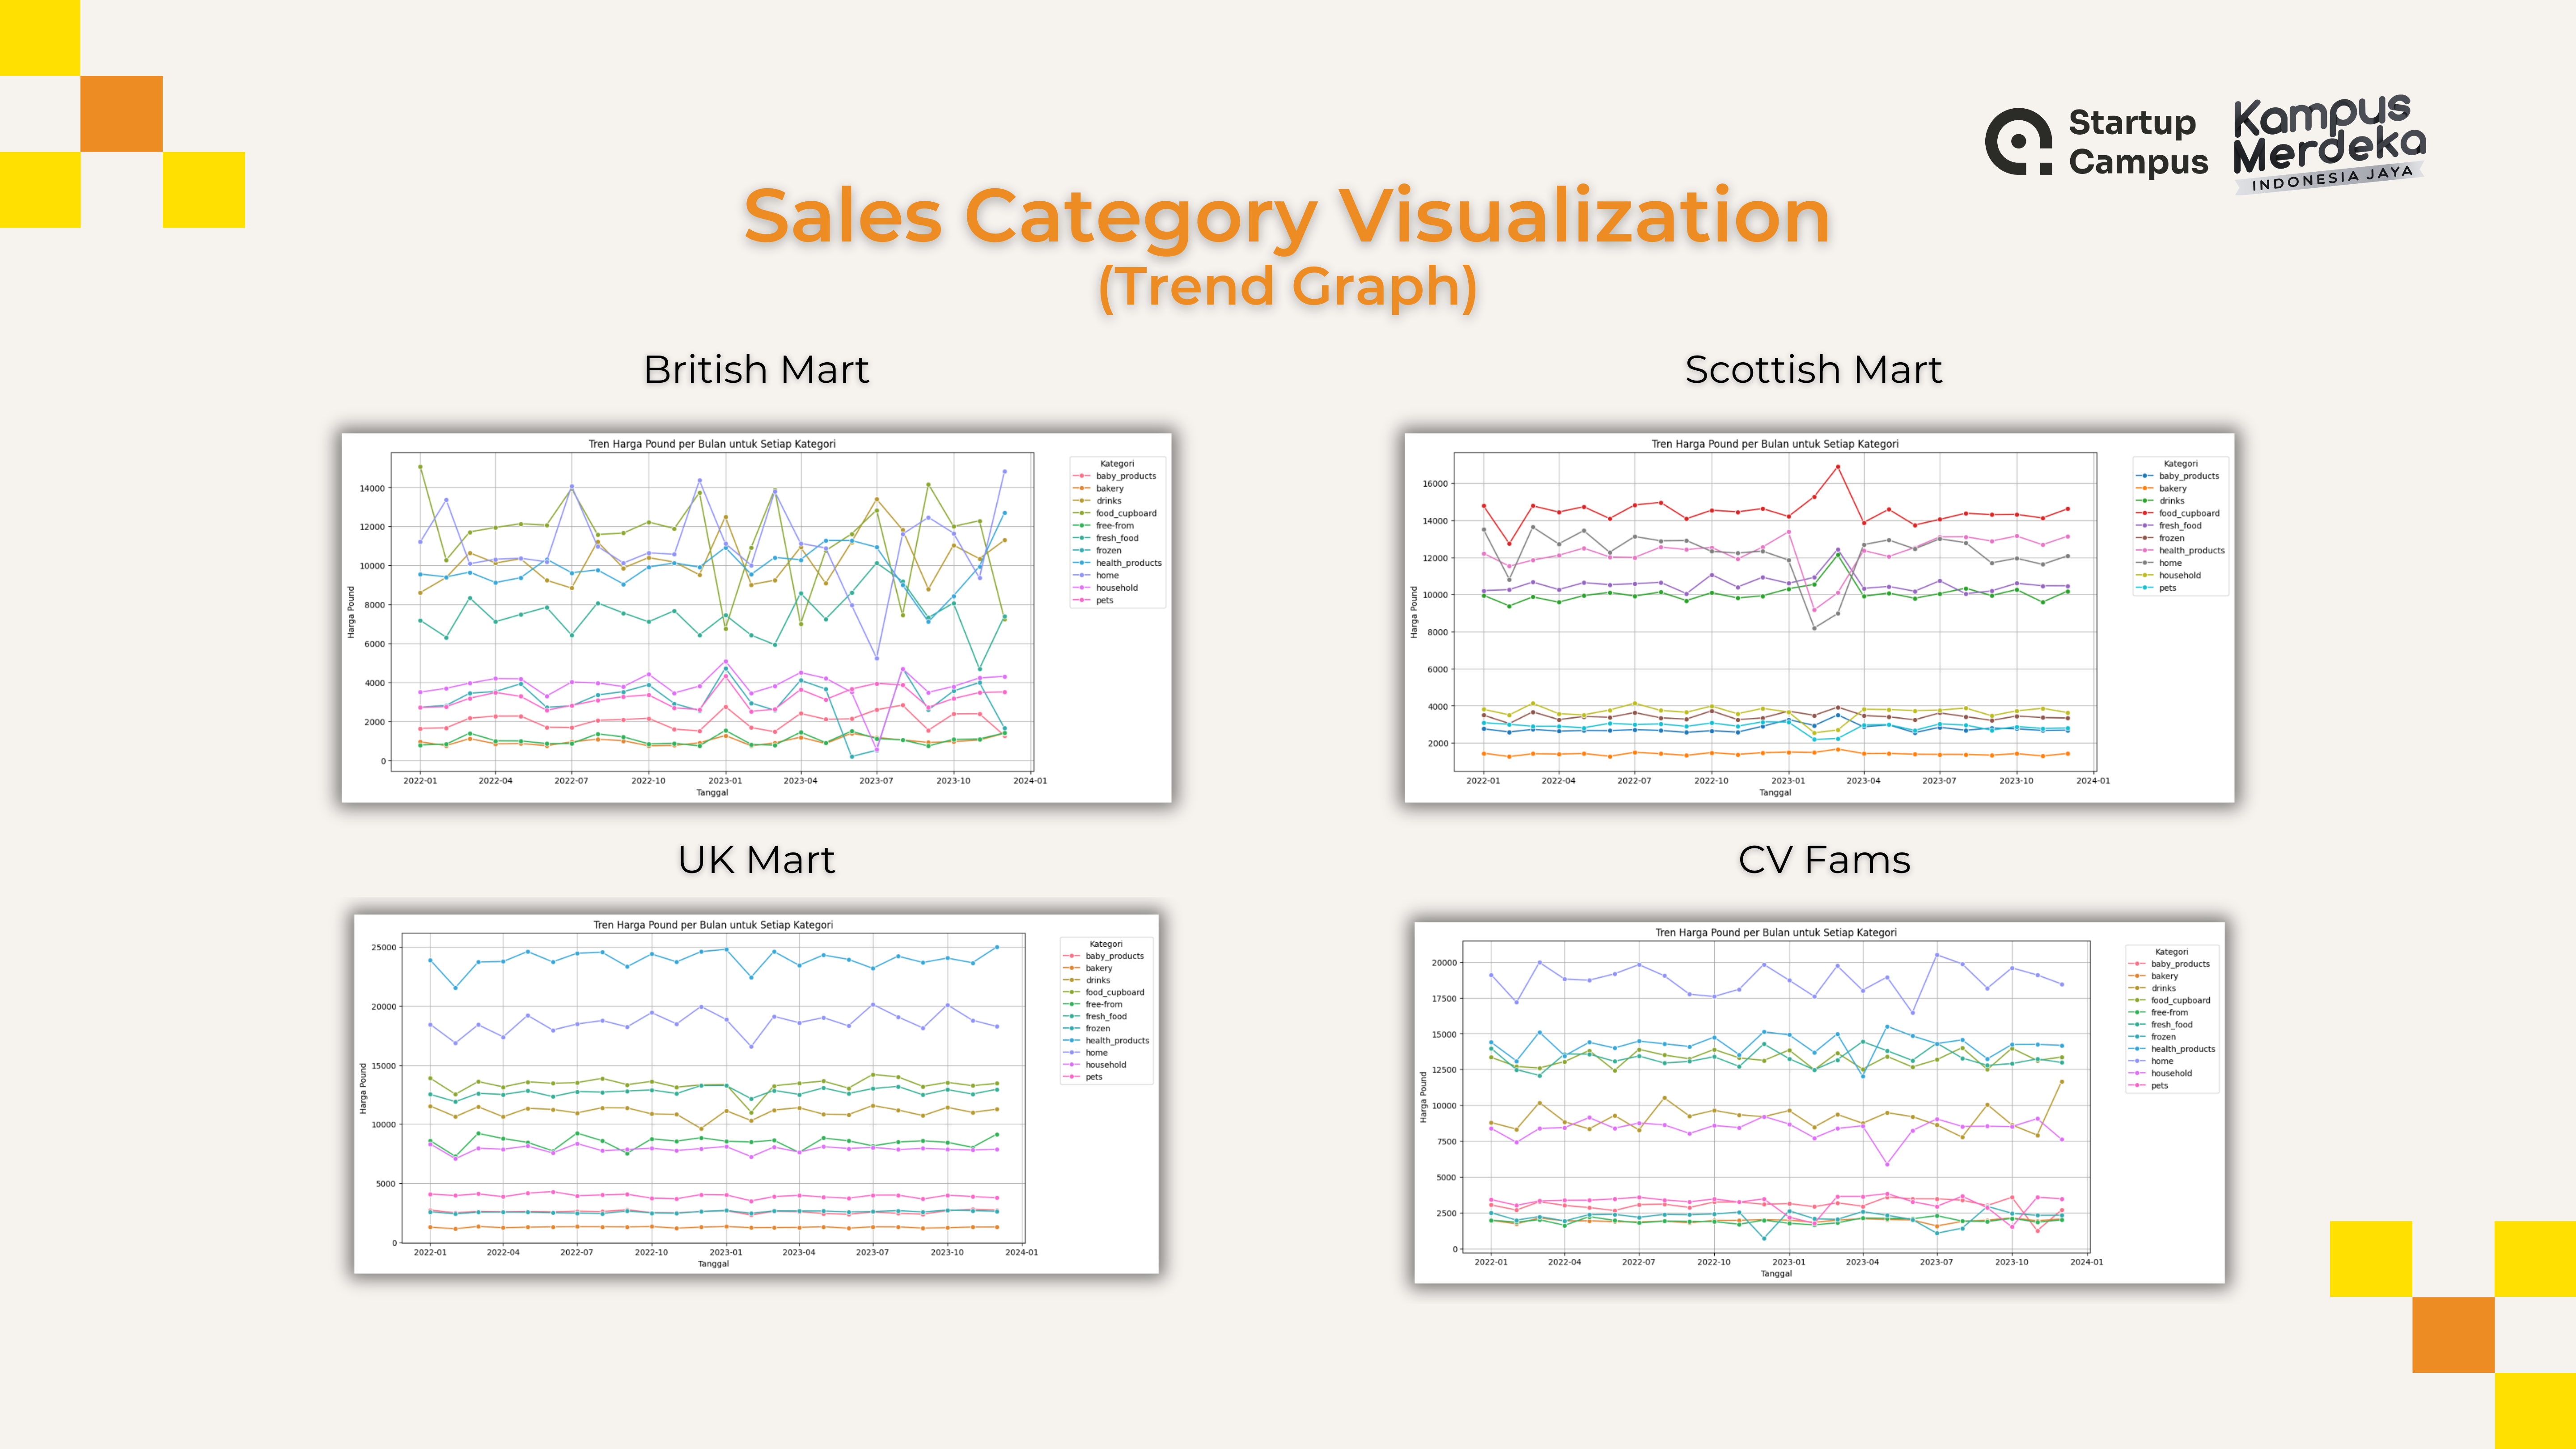 Startup
Campus
Kampus
Merdeka
INDONESIA JAYA
Sales Category Visualization
(Trend Graph)
British Mart
Tren Harga Pound per Bulan untuk Setiap Kategori
14000
12000
10000
8000
6000
4000
2000
0
Harga Pound
2022-01 2022-04 2022-07 2022-10 2023-01 2023-04 2023-07 2023-10 2024-01
Tanggal
Kategori
baby_products
bakery
drinks
food_cupboard
free-from
fresh_food
frozen
health_products
home
household
pets
Scottish Mart
Tren Harga Pound per Bulan untuk Setiap Kategori
16000
14000
12000
10000
8000
6000
4000
2000
Harga Pound
2022-01 2022-04 2022-07 2022-10 2023-01 2023-04 2023-07 2023-10 2024-01
Tanggal
Kategori
baby_products
bakery
drinks
food_cupboard
fresh_food
frozen
health_products
home
household
pets
UK Mart
Tren Harga Pound per Bulan untuk Setiap Kategori
25000
20000
15000
10000
5000
0
Harga Pound
2022-01 2022-04 2022-07 2022-10 2023-01 2023-04 2023-07 2023-10 2024-01
Tanggal
Kategori
baby_products
bakery
drinks
food_cupboard
free-from
fresh_food
frozen
health_products
home
household
pets
CV Fams
Tren Harga Pound per Bulan untuk Setiap Kategori
20000
17500
15000
12500
10000
7500
5000
2500
0
Harga Pound
2022-01 2022-04 2022-07 2022-10 2023-01 2023-04 2023-07 2023-10 2024-01
Tanggal
Kategori
baby_products
bakery
drinks
food_cupboard
free-from
fresh_food
frozen
health_products
home
household
pets